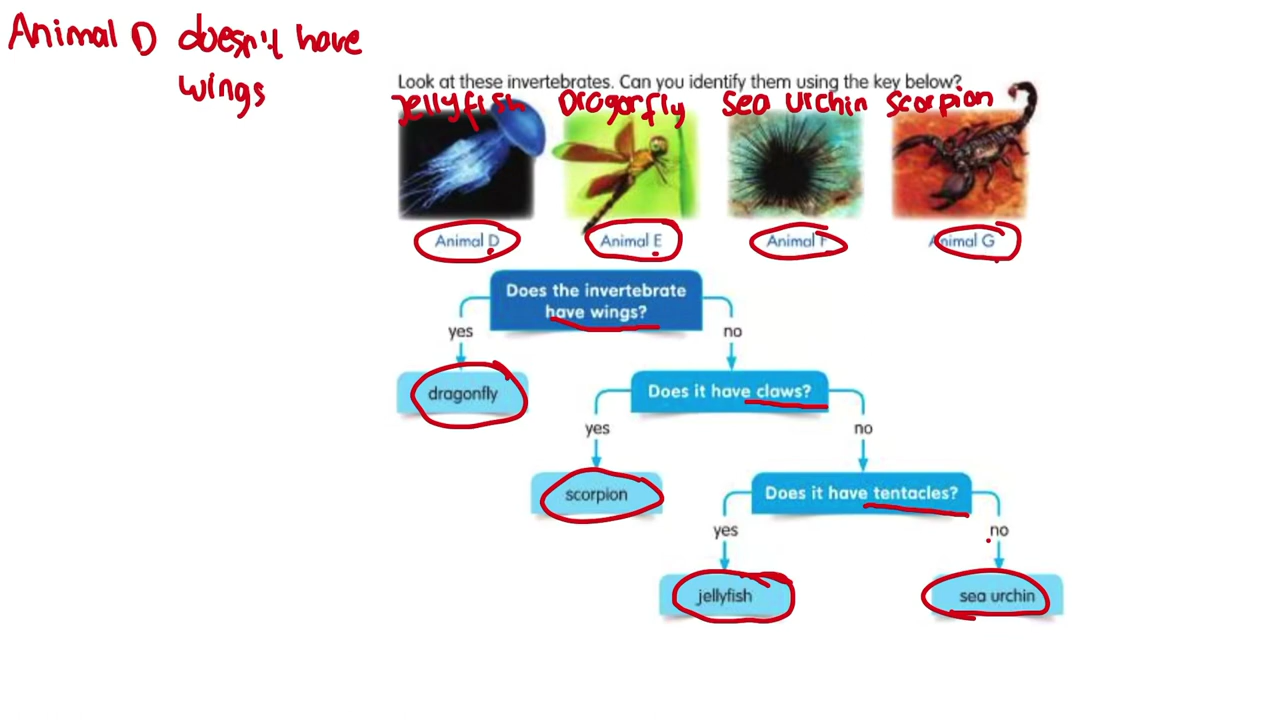 Animal D doesn't have
wings
Look at these invertebrates. Can you identify them using the key below?
Jellyfish Dragonfly Sea Urchin Scorpion
Animal D Animal E Animal F Animal G
Does the invertebrate
have wings?
yes no
dragonfly
Does it have claws?
yes no
scorpion
Does it have tentacles?
yes no
jellyfish sea urchin